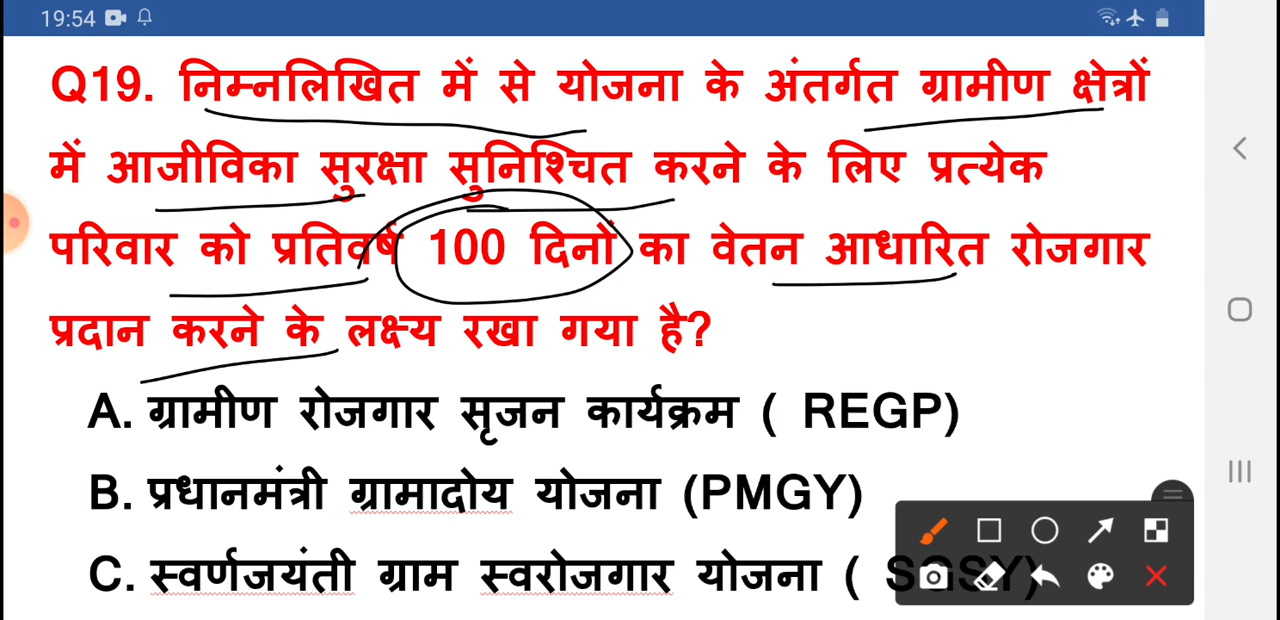 19:54
Q19. निम्नलिखित में से योजना के अंतर्गत ग्रामीण क्षेत्रों
में आजीविका सुरक्षा सुनिश्चित करने के लिए प्रत्येक
परिवार को प्रतिवर्ष 100 दिनों का वेतन आधारित रोजगार
प्रदान करने के लक्ष्य रखा गया है?
A. ग्रामीण रोजगार सृजन कार्यक्रम ( REGP)
B. प्रधानमंत्री ग्रामादोय योजना (PMGY)
C. स्वर्णजयंती ग्राम स्वरोजगार योजना ( SGSY)